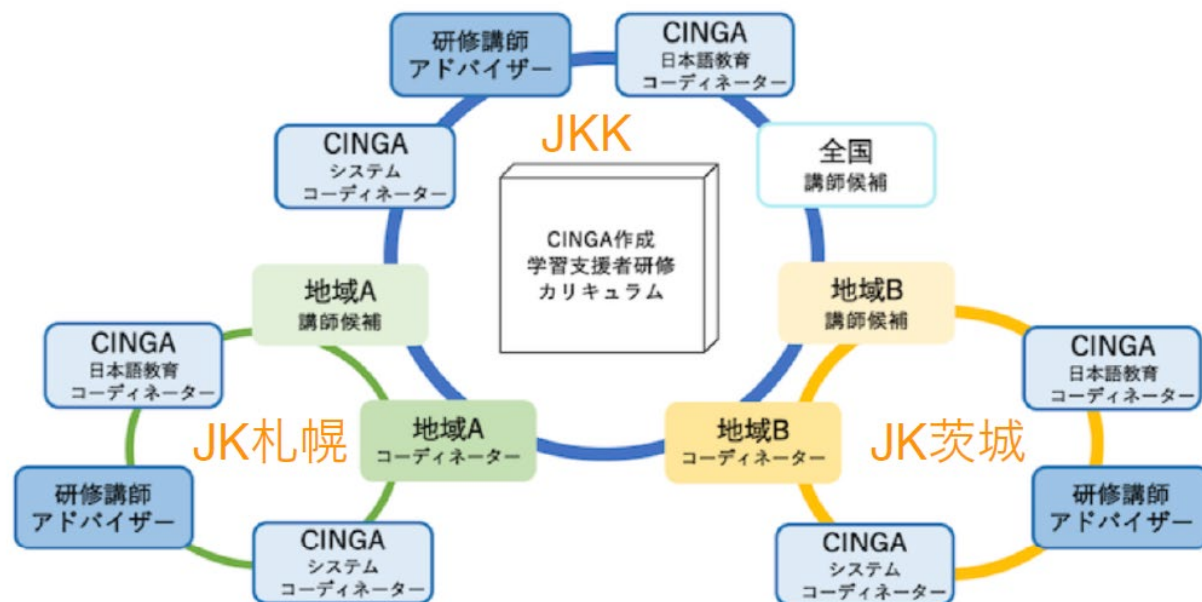 研修講師
アドバイザー
CINGA
日本語教育
コーディネーター
CINGA
システム
コーディネーター
JKK
全国
講師候補
CINGA作成
学習支援者研修
カリキュラム
地域A
講師候補
地域B
講師候補
CINGA
日本語教育
コーディネーター
JK札幌
地域A
コーディネーター
地域B
コーディネーター
JK茨城
CINGA
日本語教育
コーディネーター
研修講師
アドバイザー
CINGA
システム
コーディネーター
CINGA
システム
コーディネーター
研修講師
アドバイザー